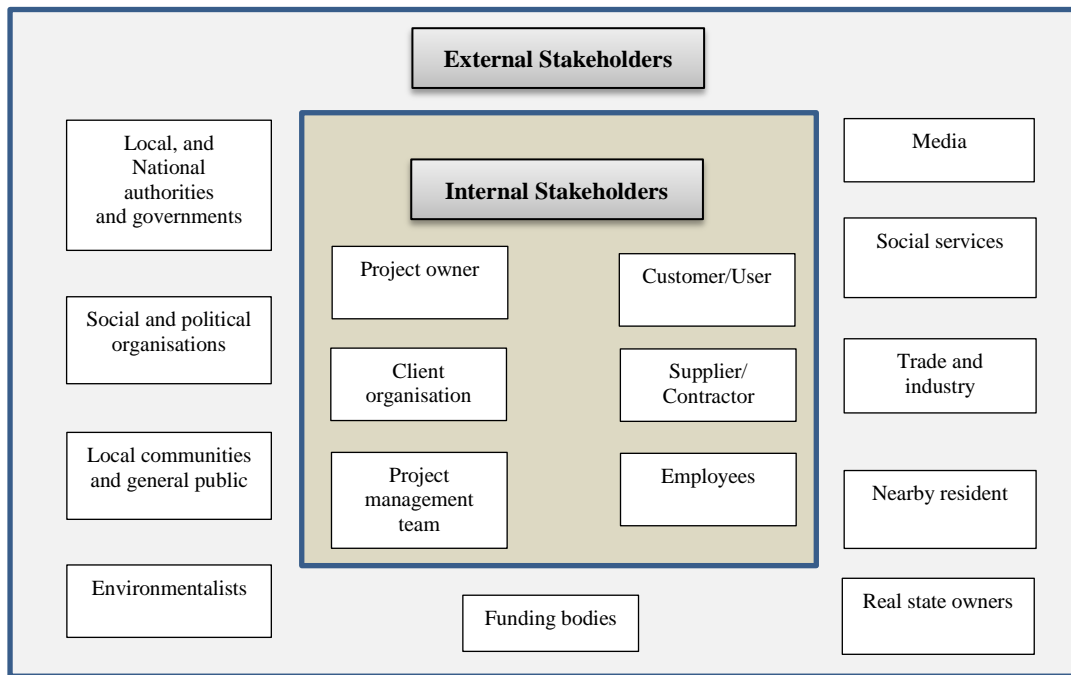 External Stakeholders
Local, and
National
authorities
and governments
Social and political
organisations
Local communities
and general public
Environmentalists
Internal Stakeholders
Project owner
Client
organisation
Project
management
team
Customer/User
Supplier/
Contractor
Employees
Funding bodies
Media
Social services
Trade and
industry
Nearby resident
Real state owners